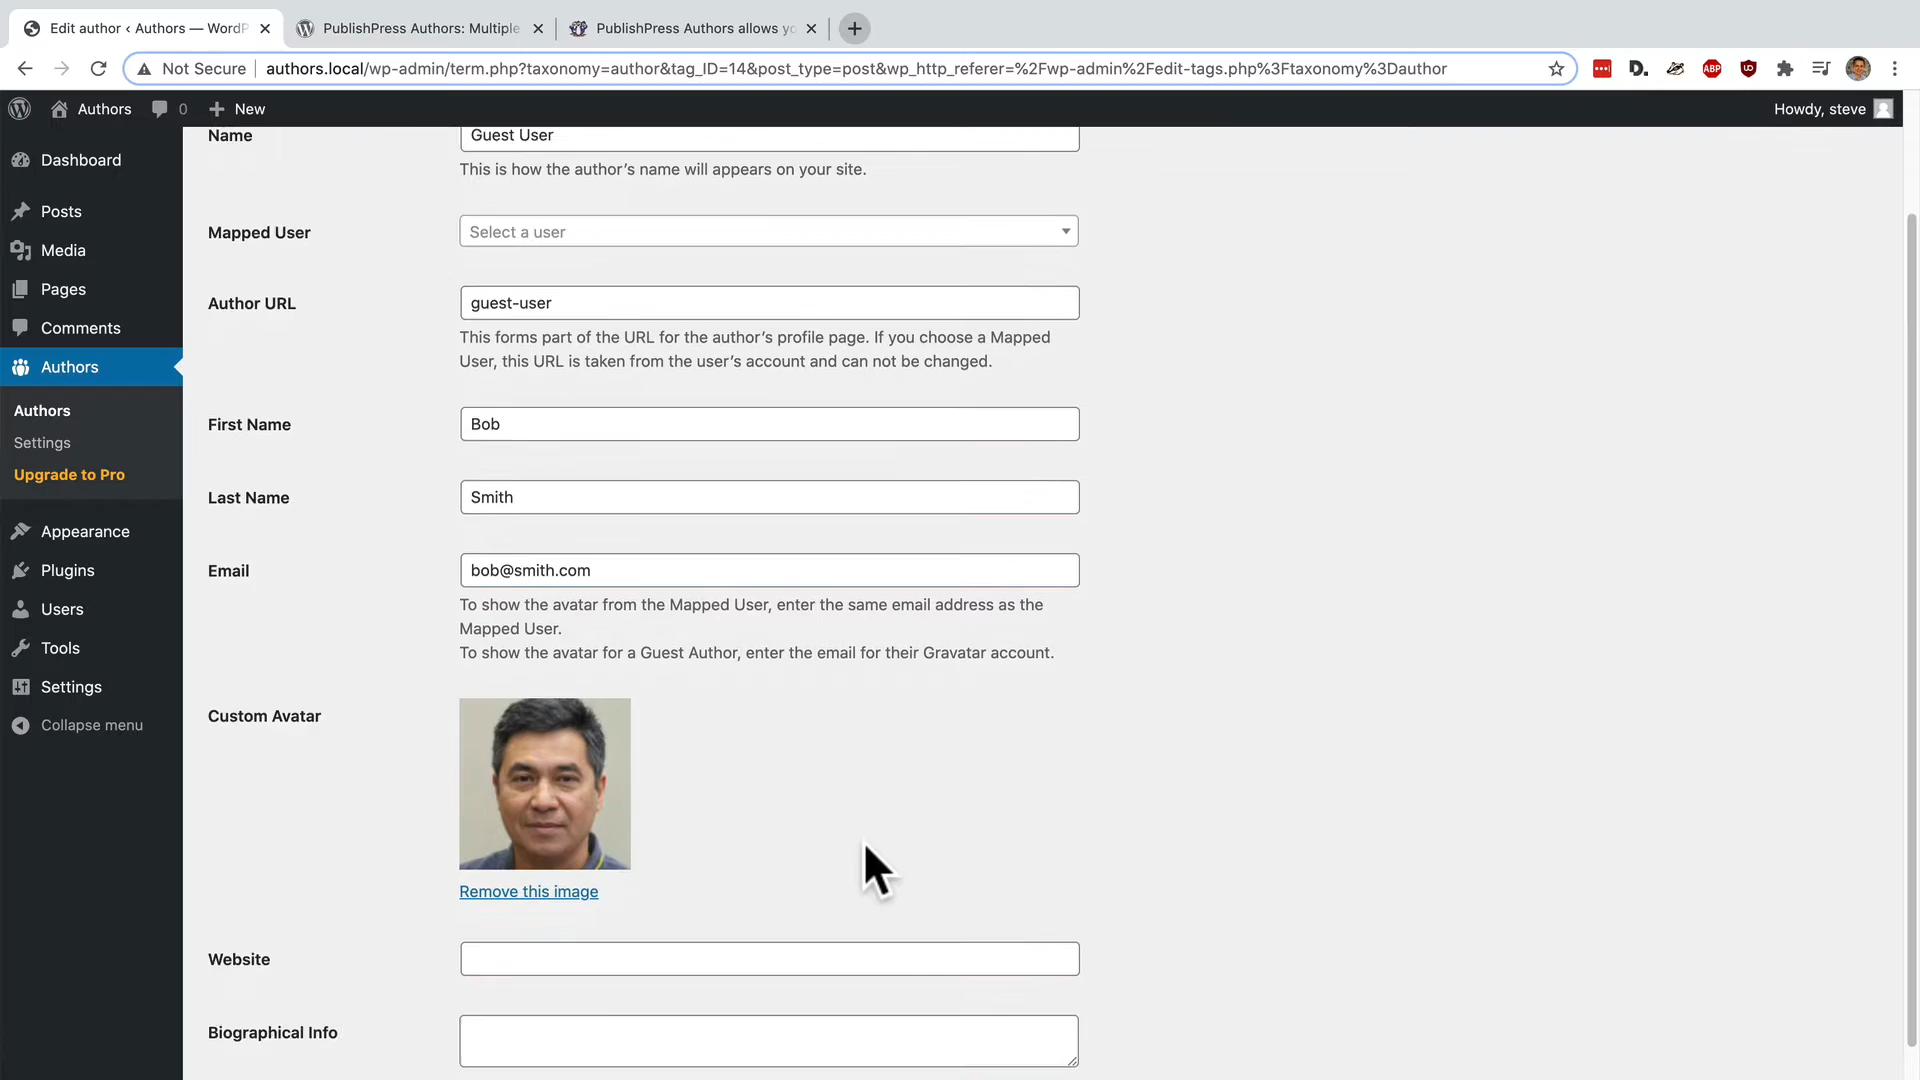 Edit author ‹ Authors — WordP
PublishPress Authors: Multiple
PublishPress Authors allows yo
Not Secure
authors.local/wp-admin/term.php?taxonomy=author&tag_ID=14&post_type=post&wp_http_referer=%2Fwp-admin%2Fedit-tags.php%3Ftaxonomy%3Dauthor
D.
ABP
Authors
0
New
Howdy, steve
Dashboard
Posts
Media
Pages
Comments
Authors
Authors
Settings
Upgrade to Pro
Appearance
Plugins
Users
Tools
Settings
Collapse menu
Name
Guest User
This is how the author’s name will appears on your site.
Mapped User
Select a user
Author URL
guest-user
This forms part of the URL for the author’s profile page. If you choose a Mapped
User, this URL is taken from the user’s account and can not be changed.
First Name
Bob
Last Name
Smith
Email
bob@smith.com
To show the avatar from the Mapped User, enter the same email address as the
Mapped User.
To show the avatar for a Guest Author, enter the email for their Gravatar account.
Custom Avatar
Remove this image
Website
Biographical Info